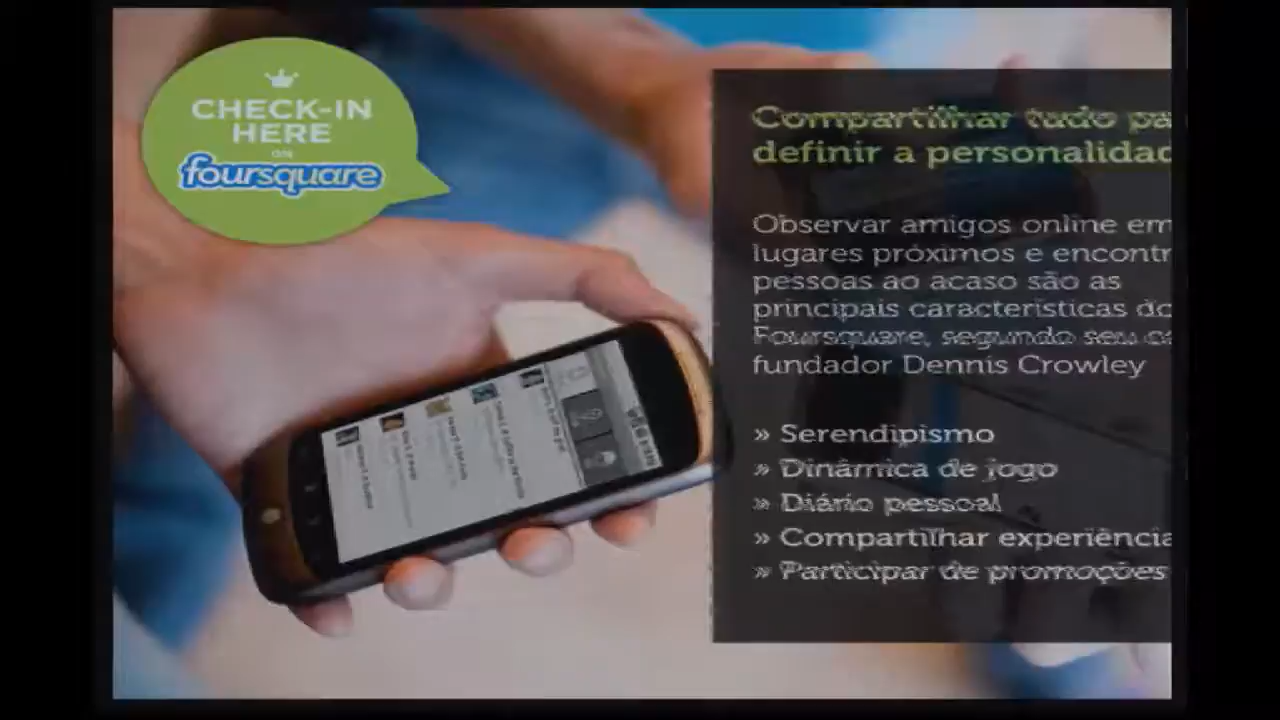 CHECK-IN
HERE
ON
foursquare
Compartilhar tudo pa
definir a personalidad
Observar amigos online em
lugares próximos e encontr
pessoas ao acaso são as
principais características do
Foursquare, segundo seu c
fundador Dennis Crowley
» Serendipismo
» Dinâmica de jogo
» Diário pessoal
» Compartilhar experiência
» Participar de promoções